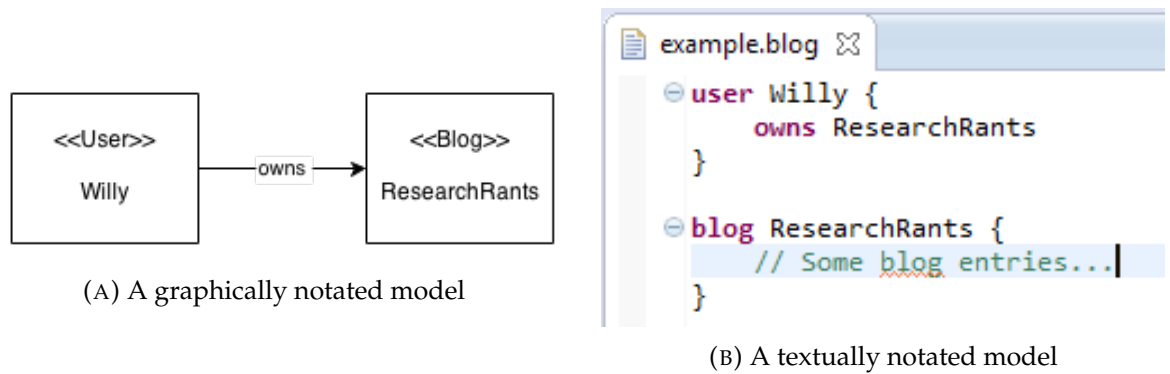 <<User>>
Willy
owns
<<Blog>>
ResearchRants
(A) A graphically notated model
example.blog
user Willy {
owns ResearchRants
}
blog ResearchRants {
// Some blog entries...
}
(B) A textually notated model